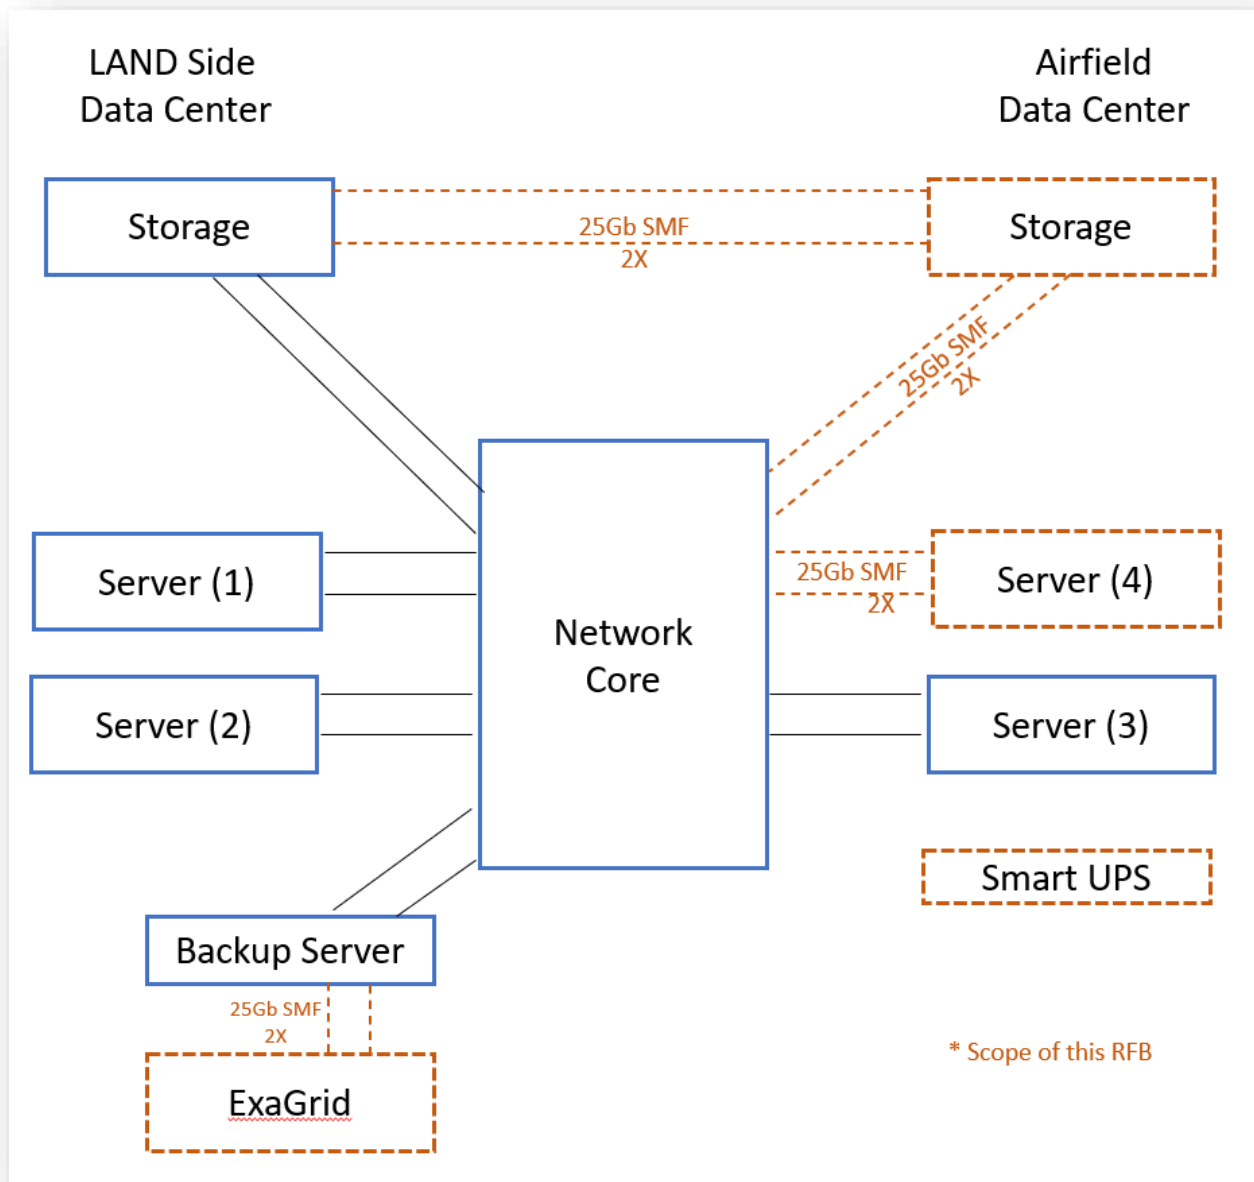 LAND Side
Data Center
Airfield
Data Center
Storage
25Gb SMF
2X
Storage
25Gb SMF
2X
Server (1)
25Gb SMF
2X
Server (4)
Network
Core
Server (2)
Server (3)
Smart UPS
Backup Server
25Gb SMF
2X
* Scope of this RFB
ExaGrid